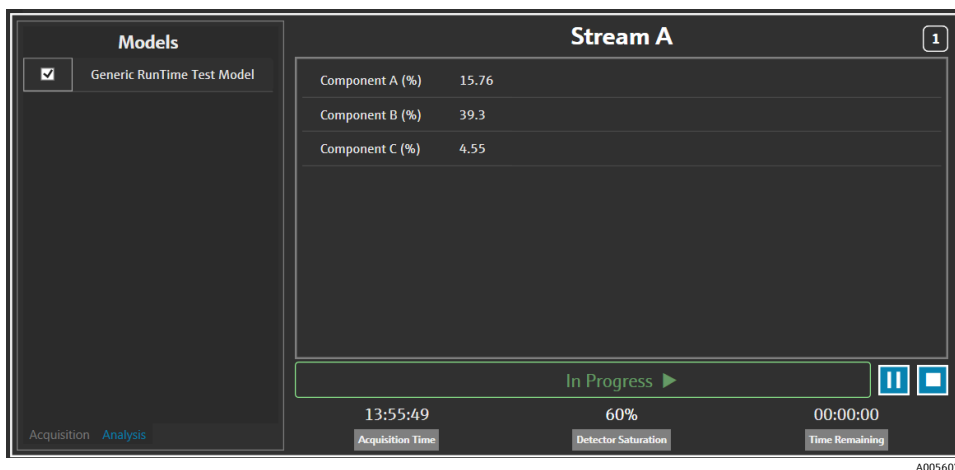 Models
Generic RunTime Test Model
Acquisition Analysis
Stream A
1
Component A (%) 15.76
Component B (%) 39.3
Component C (%) 4.55
In Progress
13:55:49 60% 00:00:00
Acquisition Time Detector Saturation Time Remaining